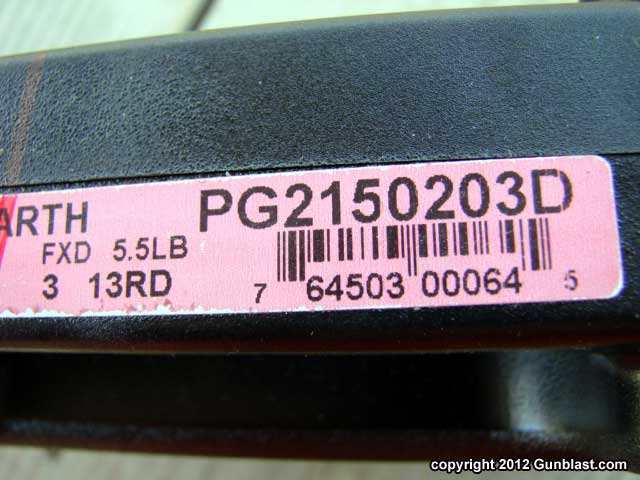 ARTH PG2150203D
FXD 5.5LB
3 13RD
7 64503 00064 5
copyright 2012 Gunblast.com